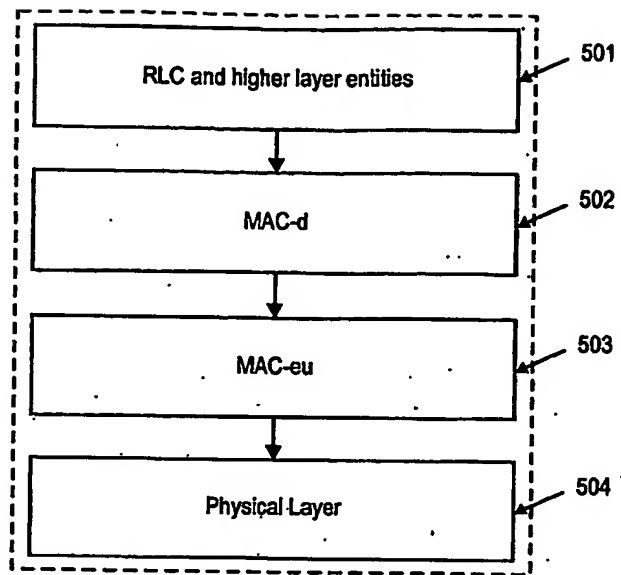 501
RLC and higher layer entities
502
MAC-d
503
MAC-eu
504
Physical Layer